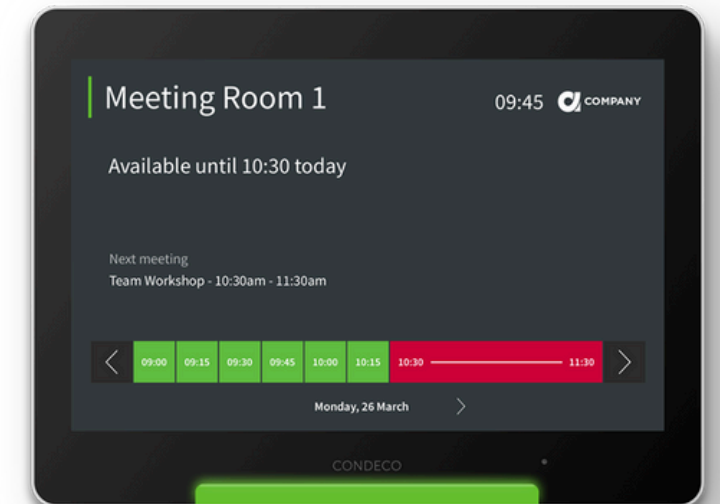 Meeting Room 1
09:45 COMPANY
Available until 10:30 today
Next meeting
Team Workshop - 10:30am - 11:30am
09:00 09:15 09:30 09:45 10:00 10:15 10:30 11:30
Monday, 26 March
CONDECO